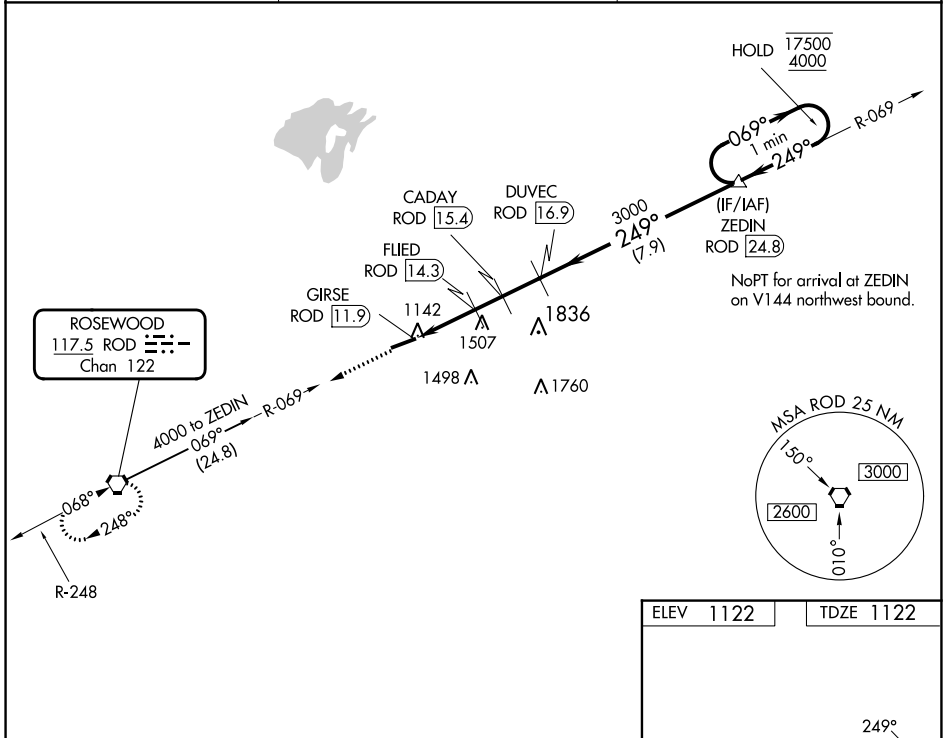 HOLD 17500
4000
069°
1 min
249°
R-069
CADAY
ROD 15.4
DUVEC
ROD 16.9
3000
249°
(7.9)
(IF/IAF)
ZEDIN
ROD 24.8
FLIED
ROD 14.3
NoPT for arrival at ZEDIN
on V144 northwest bound.
GIRSE
ROD 11.9
1142
1507
1836
1498
1760
ROSEWOOD
117.5 ROD
Chan 122
4000 to ZEDIN
069°
(24.8)
R-069
068°
248°
R-248
MSA ROD 25 NM
150°
3000
2600
010°
ELEV 1122
TDZE 1122
249°